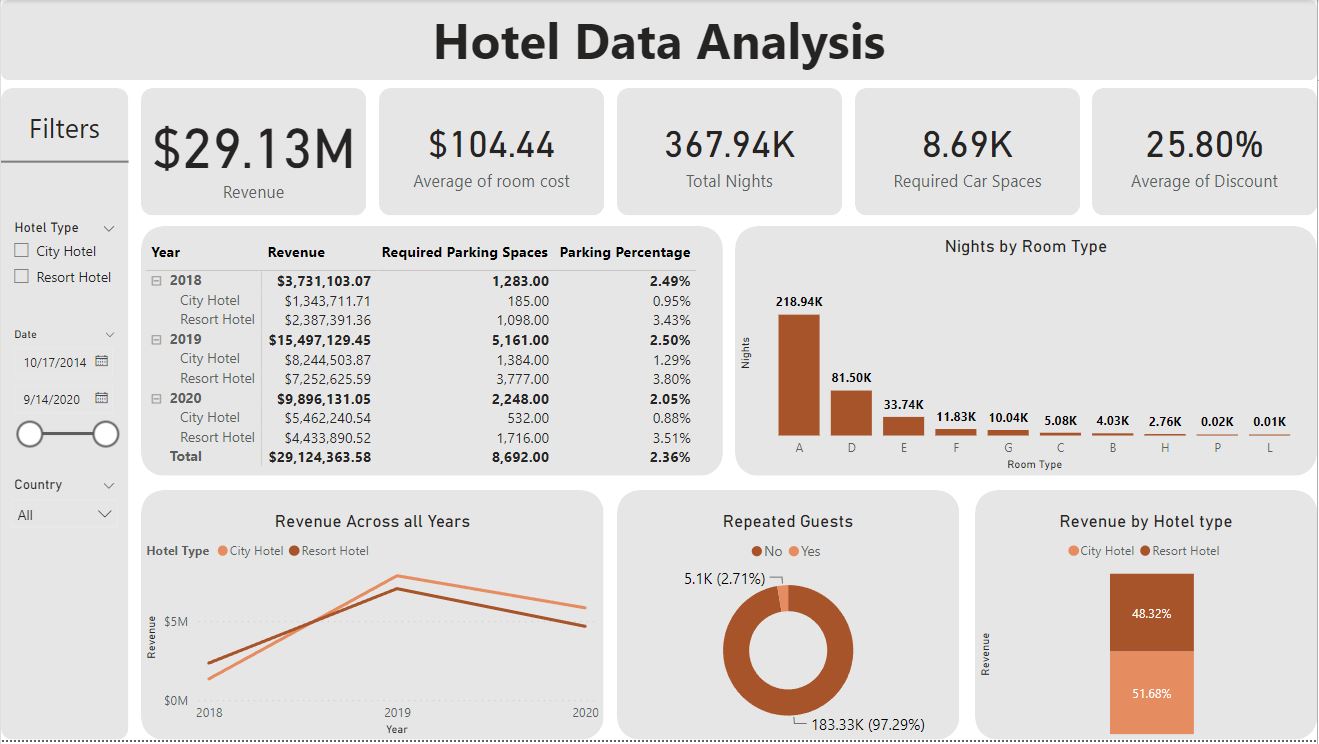 Hotel Data Analysis
Filters
Hotel Type
City Hotel
Resort Hotel
Date
10/17/2014
9/14/2020
Country
All
$29.13M
Revenue
$104.44
Average of room cost
367.94K
Total Nights
8.69K
Required Car Spaces
25.80%
Average of Discount
Year Revenue Required Parking Spaces Parking Percentage
2018 $3,731,103.07 1,283.00 2.49%
City Hotel $1,343,711.71 185.00 0.95%
Resort Hotel $2,387,391.36 1,098.00 3.43%
2019 $15,497,129.45 5,161.00 2.50%
City Hotel $8,244,503.87 1,384.00 1.29%
Resort Hotel $7,252,625.59 3,777.00 3.80%
2020 $9,896,131.05 2,248.00 2.05%
City Hotel $5,462,240.54 532.00 0.88%
Resort Hotel $4,433,890.52 1,716.00 3.51%
Total $29,124,363.58 8,692.00 2.36%
Nights by Room Type
Nights
218.94K 81.50K 33.74K 11.83K 10.04K 5.08K 4.03K 2.76K 0.02K 0.01K
A D E F G C B H P L
Room Type
Revenue Across all Years
Hotel Type City Hotel Resort Hotel
Revenue
$5M
$0M
2018 2019 2020
Year
Repeated Guests
No Yes
5.1K (2.71%)
183.33K (97.29%)
Revenue by Hotel type
City Hotel Resort Hotel
Revenue
48.32%
51.68%